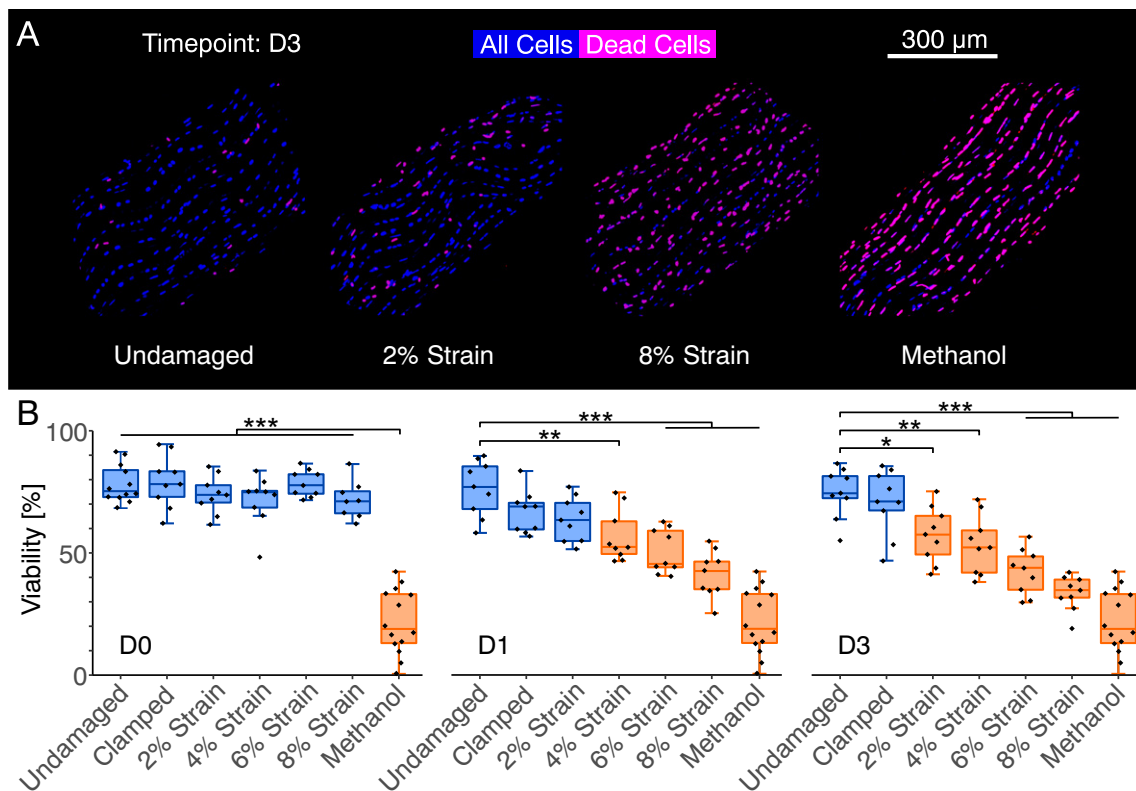 A
Timepoint: D3
All Cells Dead Cells
300 µm
Undamaged
2% Strain
8% Strain
Methanol
B
Viability [%]
100
50
0
***
D0
Undamaged
Clamped
2% Strain
4% Strain
6% Strain
8% Strain
Methanol
***
**
D1
Undamaged
Clamped
2% Strain
4% Strain
6% Strain
8% Strain
Methanol
***
**
*
D3
Undamaged
Clamped
2% Strain
4% Strain
6% Strain
8% Strain
Methanol